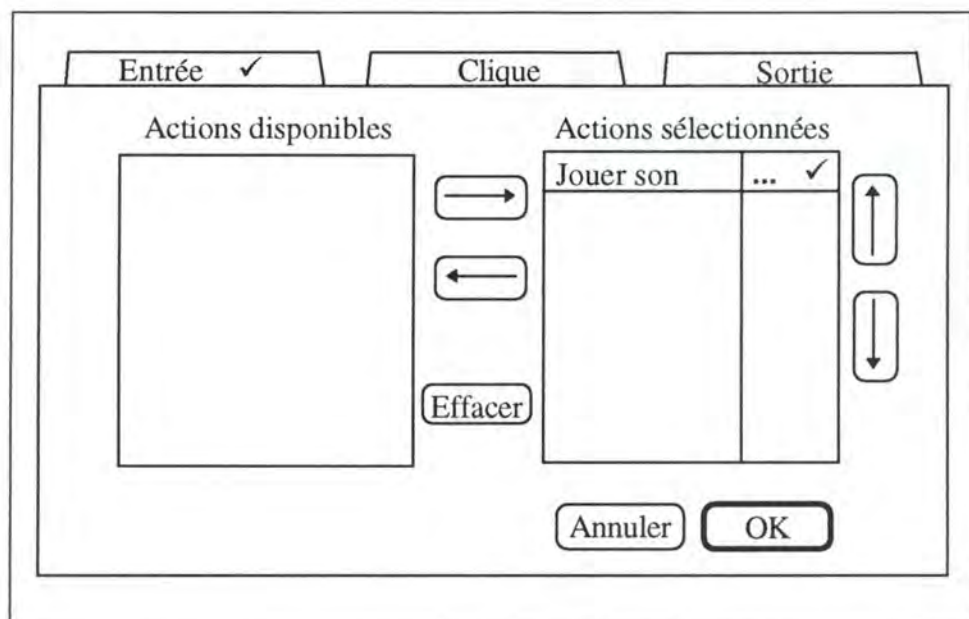 Entrée ✓ Clique Sortie
Actions disponibles Actions sélectionnées
Jouer son ... ✓
Effacer
Annuler OK